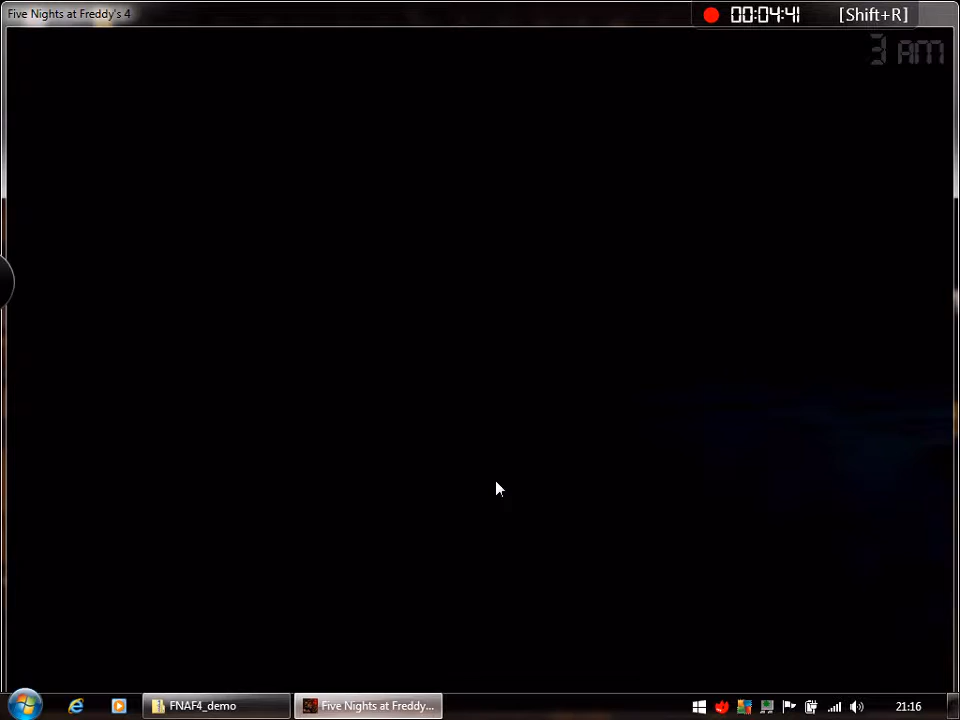 Five Nights at Freddy's 4
00:04:41 [Shift+R]
3 AM
FNAF4_demo
Five Nights at Freddy...
21:16